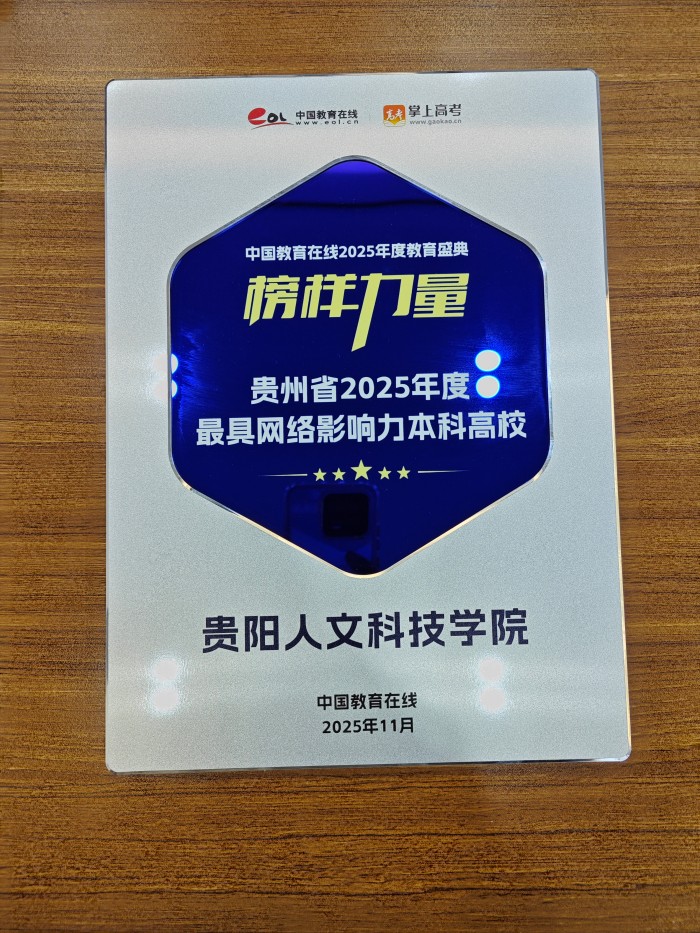 eol 中国教育在线 www.eol.cn
高考 掌上高考 www.gaokao.cn
中国教育在线2025年度教育盛典
榜样力量
贵州省2025年度
最具网络影响力本科高校
贵阳人文科技学院
中国教育在线
2025年11月